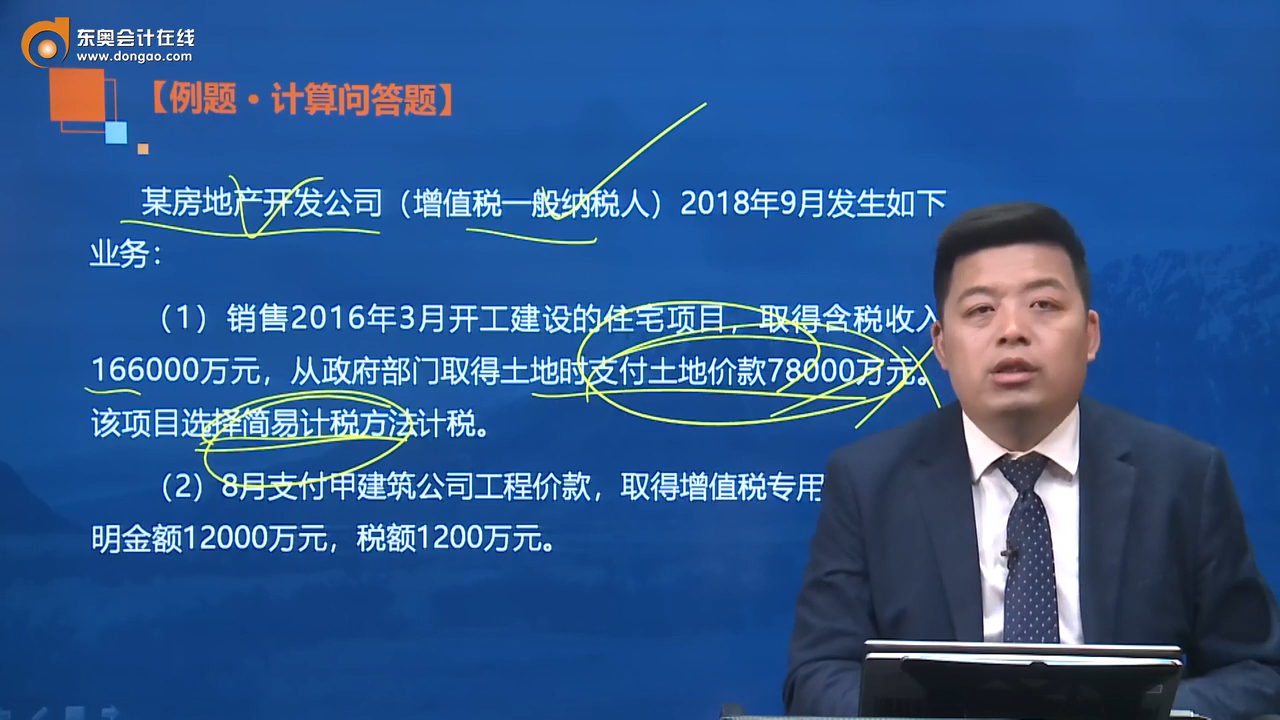 东奥会计在线
www.dongao.com
【例题·计算问答题】
某房地产开发公司（增值税一般纳税人）2018年9月发生如下
业务：
（1）销售2016年3月开工建设的住宅项目，取得含税收入
166000万元，从政府部门取得土地时支付土地价款78000万元。
该项目选择简易计税方法计税。
（2）8月支付甲建筑公司工程价款，取得增值税专用
明金额12000万元，税额1200万元。